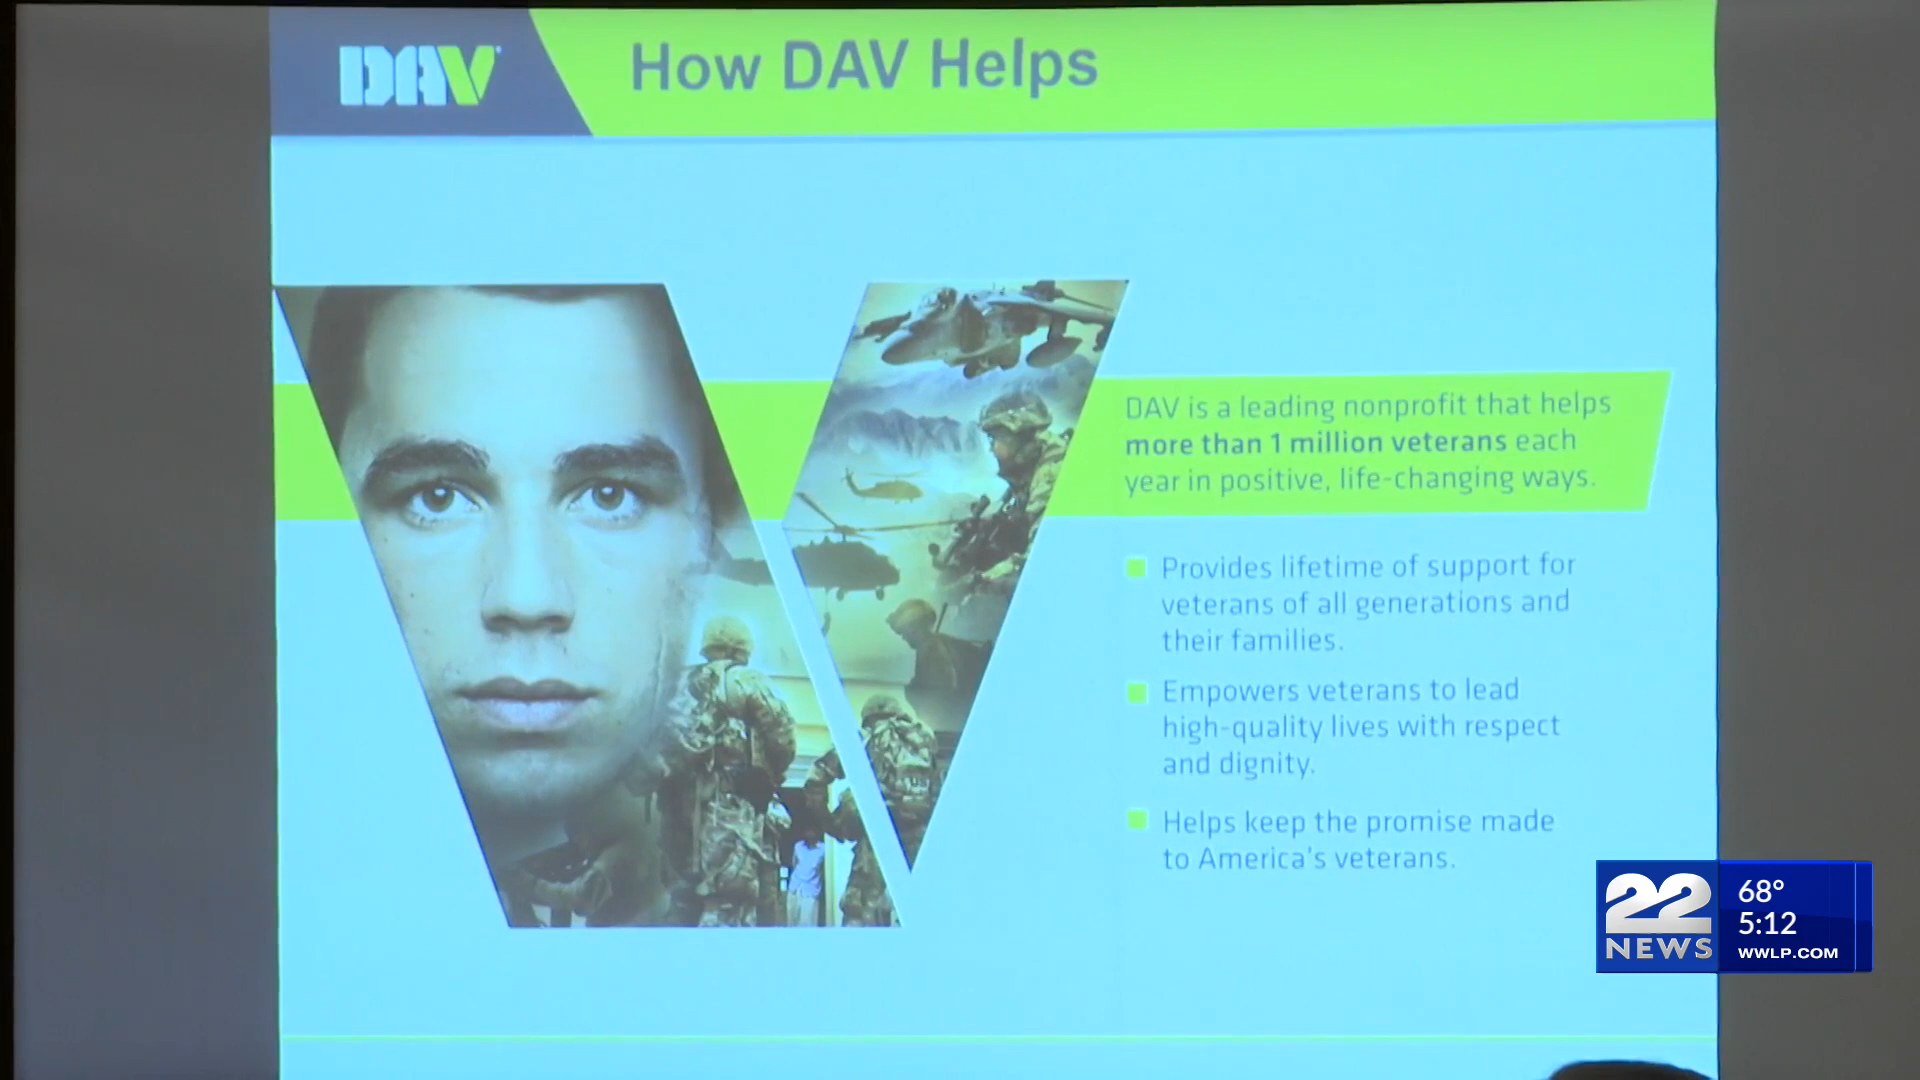 DAV
How DAV Helps
DAV is a leading nonprofit that helps
more than 1 million veterans each
year in positive, life-changing ways.
Provides lifetime of support for
veterans of all generations and
their families.
Empowers veterans to lead
high-quality lives with respect
and dignity.
Helps keep the promise made
to America's veterans.
22
NEWS
68°
5:12
WWLP.COM